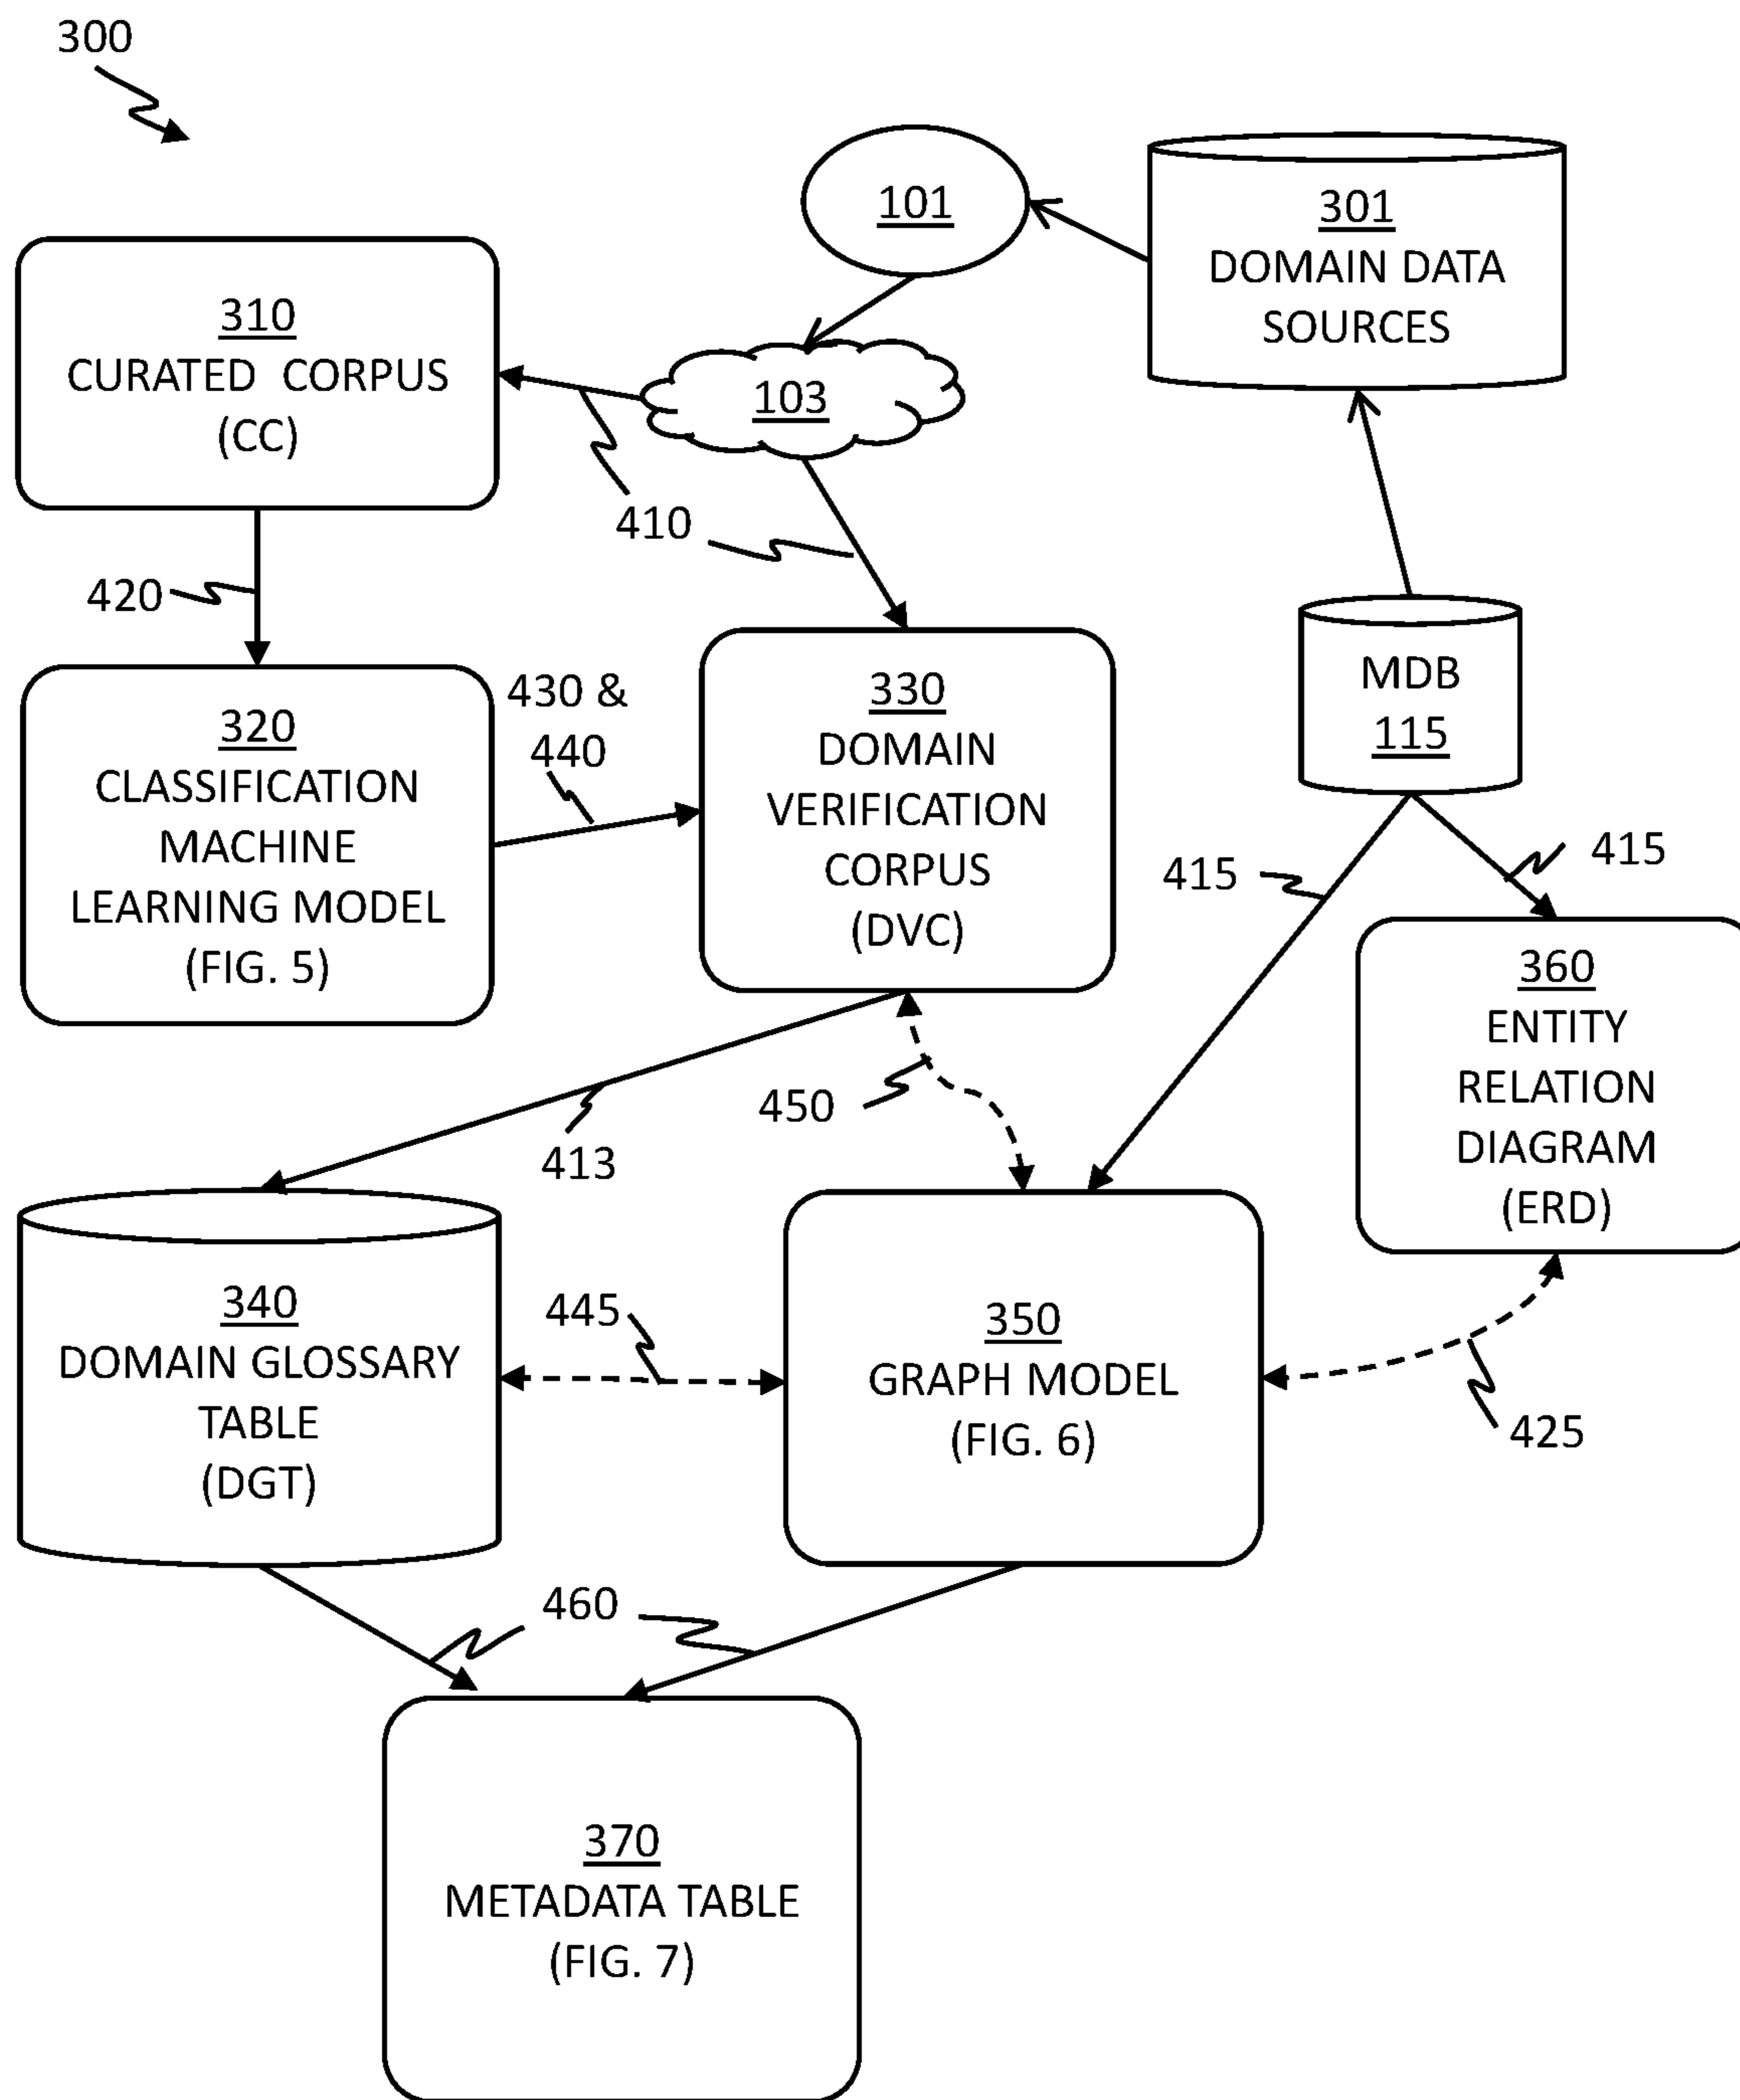 300
101
301
DOMAIN DATA
SOURCES
310
CURATED CORPUS
(CC)
103
410
420
MDB
115
320
CLASSIFICATION
MACHINE
LEARNING MODEL
(FIG. 5)
430 &
440
330
DOMAIN
VERIFICATION
CORPUS
(DVC)
415
415
360
ENTITY
RELATION
DIAGRAM
(ERD)
450
413
340
DOMAIN GLOSSARY
TABLE
(DGT)
445
350
GRAPH MODEL
(FIG. 6)
425
460
370
METADATA TABLE
(FIG. 7)